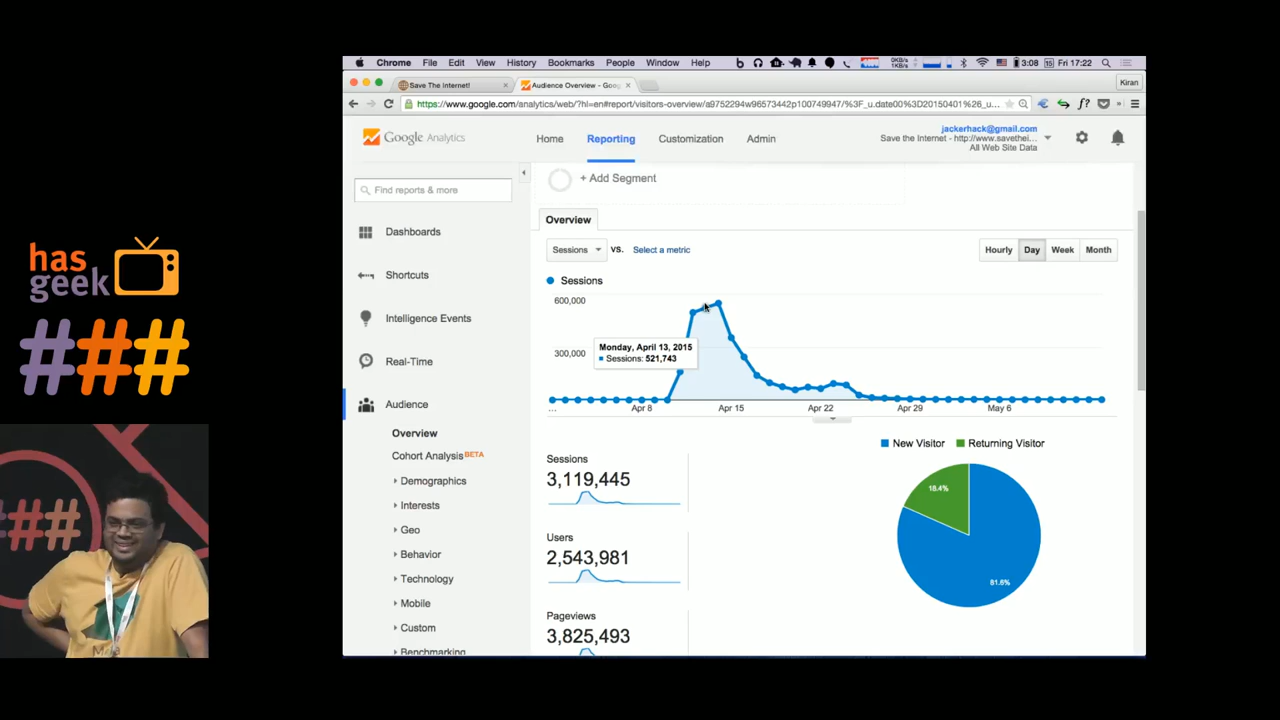 has
geek
###
Chrome File Edit View History Bookmarks People Window Help
0KB/s
1KB/s
3:08
Fri 17:22
Save The Internet!
Audience Overview - Goog
Kiran
https://www.google.com/analytics/web/?hl=en#report/visitors-overview/a9752294w96573442p100749947/%3F_u.date00%3D20150401%26_u...
Google Analytics
Home Reporting Customization Admin
jackerhack@gmail.com
Save the Internet - http://www.savethei...
All Web Site Data
Find reports & more
+ Add Segment
Dashboards
Shortcuts
Intelligence Events
Real-Time
Audience
Overview
Cohort Analysis BETA
Demographics
Interests
Geo
Behavior
Technology
Mobile
Custom
Benchmarking
Overview
Sessions VS. Select a metric
Hourly Day Week Month
Sessions
600,000
300,000
Monday, April 13, 2015
Sessions: 521,743
... Apr 8 Apr 15 Apr 22 Apr 29 May 6
New Visitor Returning Visitor
Sessions
3,119,445
Users
2,543,981
Pageviews
3,825,493
18.4%
81.6%
###